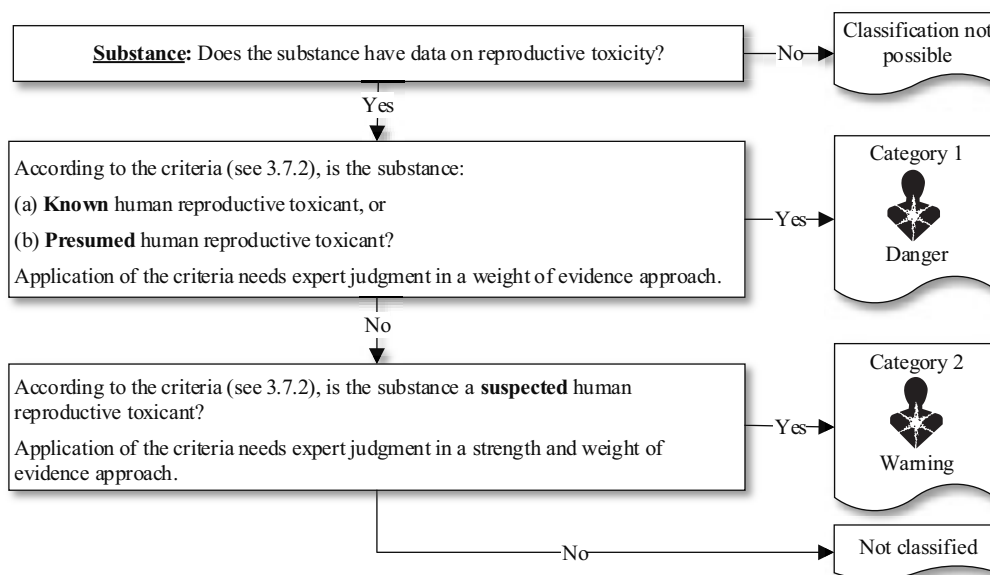 Substance: Does the substance have data on reproductive toxicity?
No
Classification not
possible
Yes
According to the criteria (see 3.7.2), is the substance:
(a) Known human reproductive toxicant, or
(b) Presumed human reproductive toxicant?
Application of the criteria needs expert judgment in a weight of evidence approach.
Yes
Category 1
Danger
No
According to the criteria (see 3.7.2), is the substance a suspected human
reproductive toxicant?
Application of the criteria needs expert judgment in a strength and weight of
evidence approach.
Yes
Category 2
Warning
No
Not classified